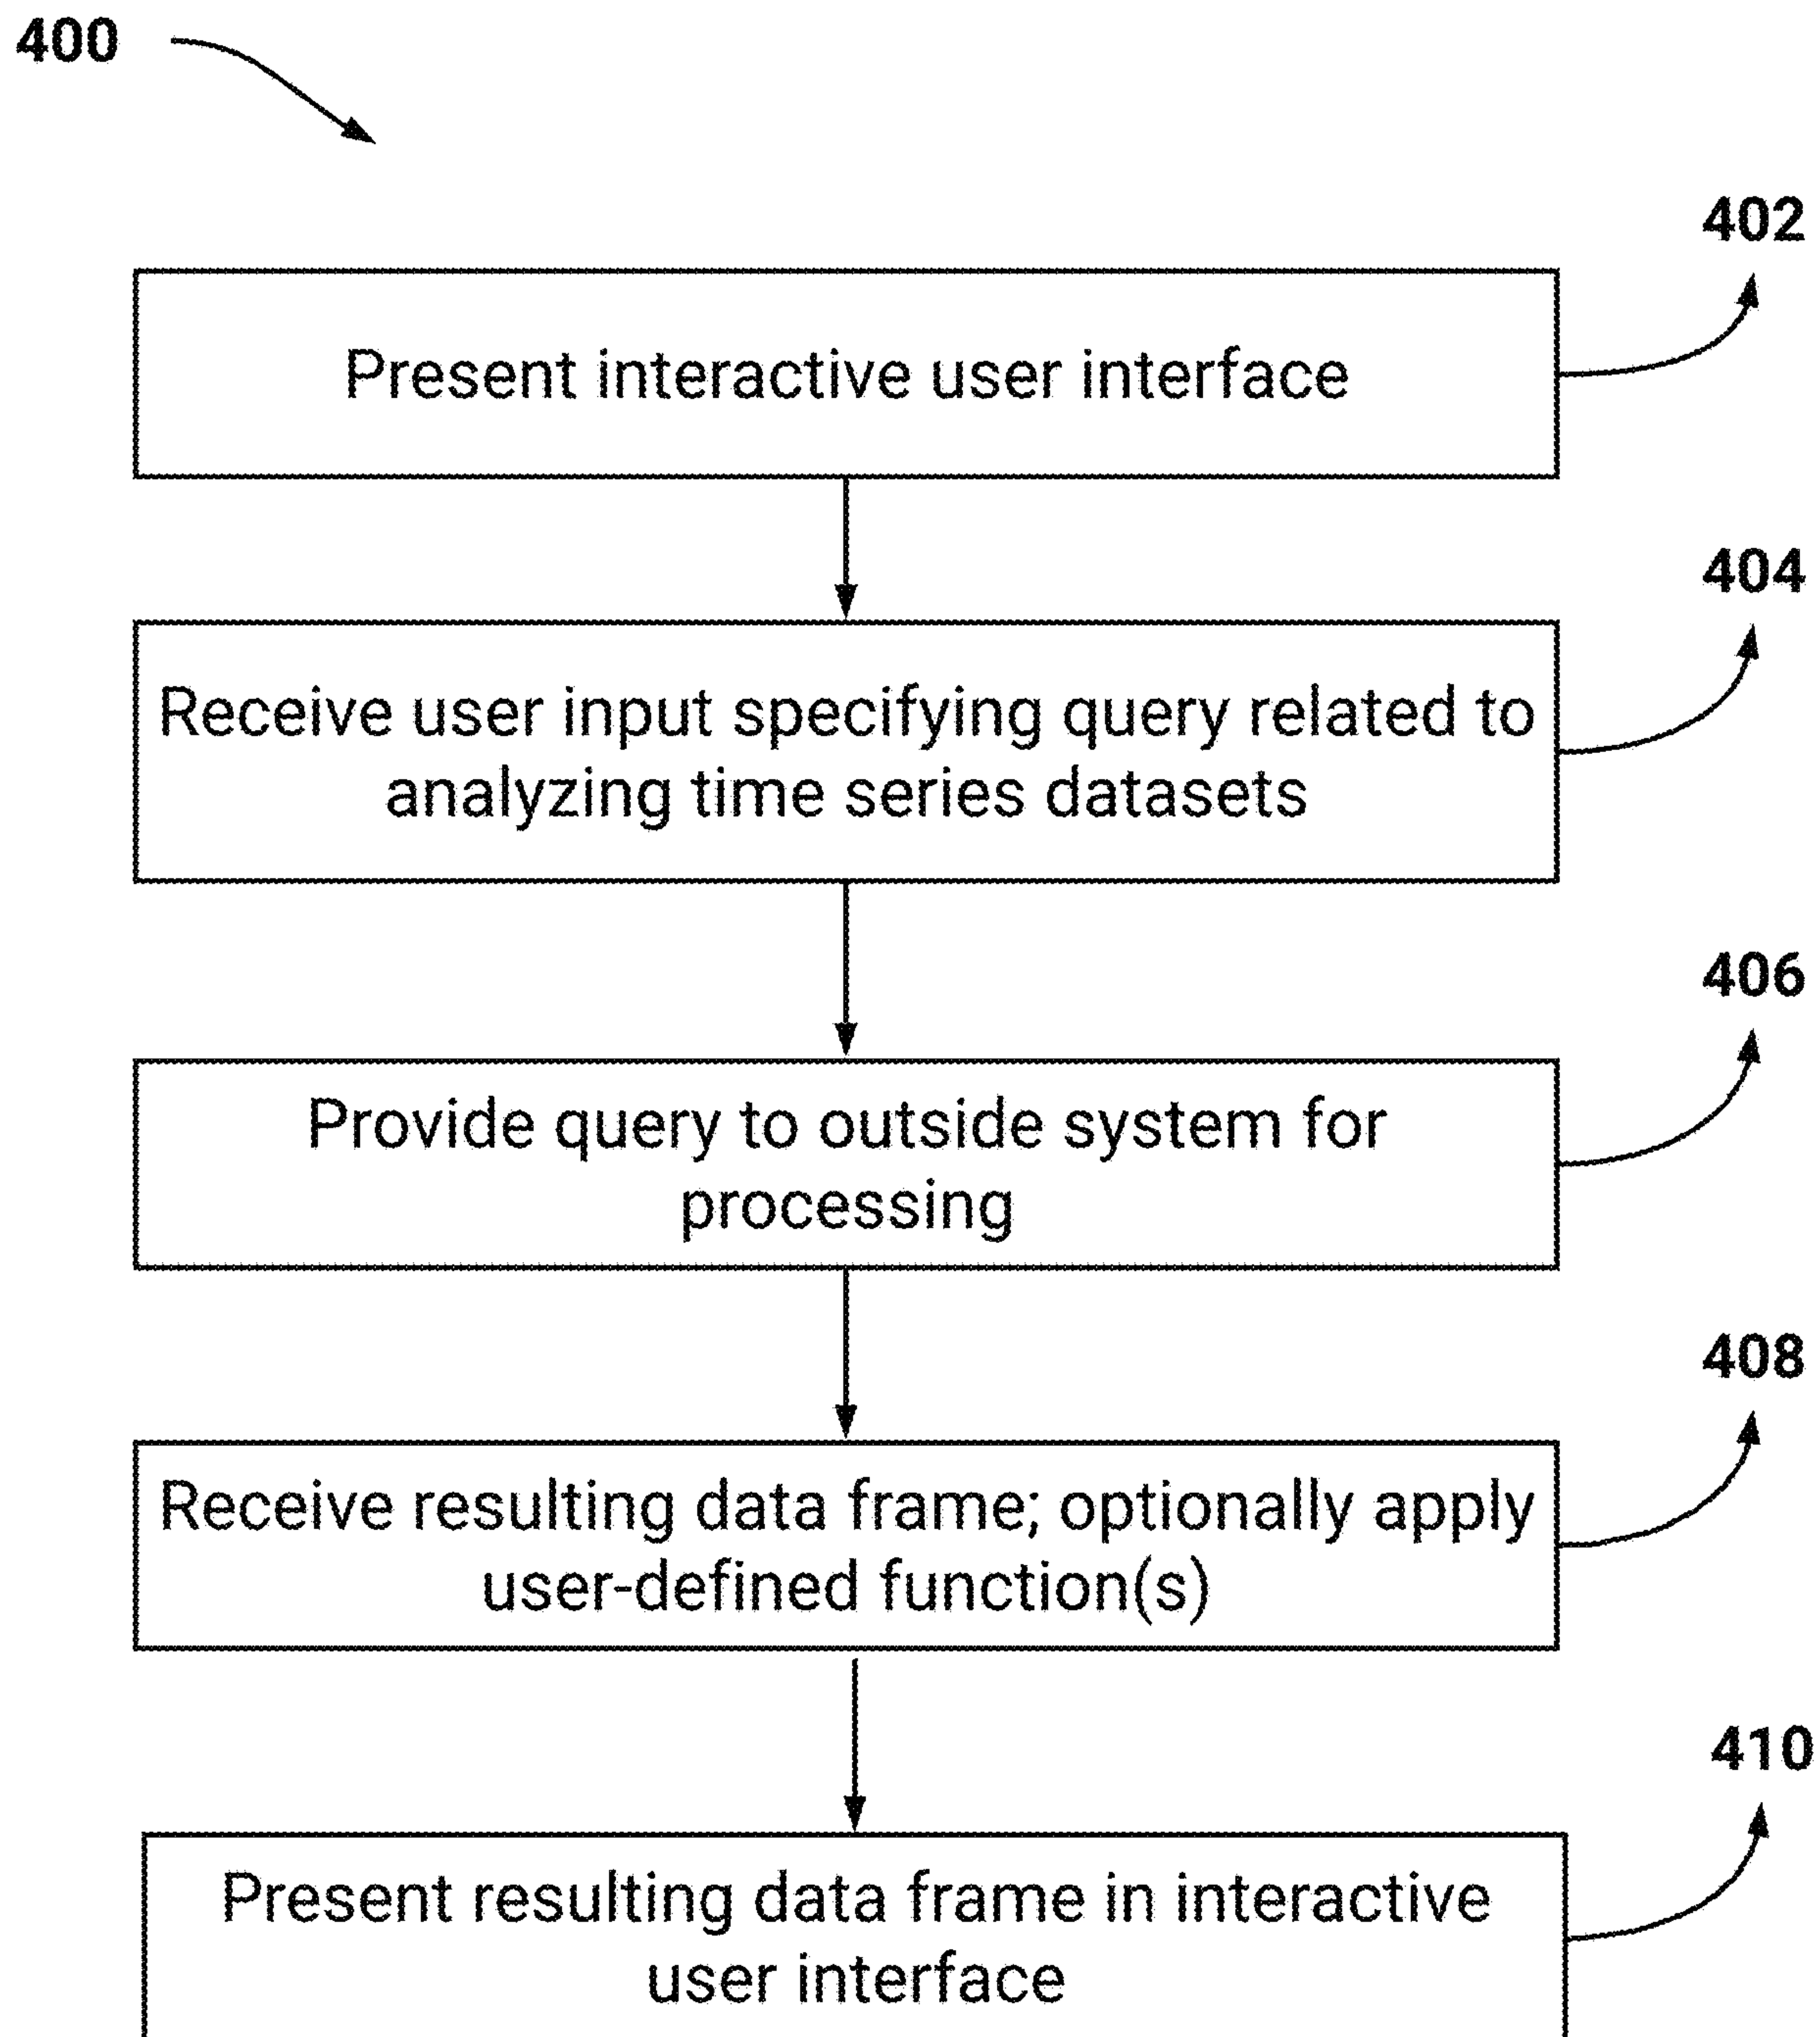 400
402
Present interactive user interface
404
Receive user input specifying query related to
analyzing time series datasets
406
Provide query to outside system for
processing
408
Receive resulting data frame; optionally apply
user-defined function(s)
410
Present resulting data frame in interactive
user interface